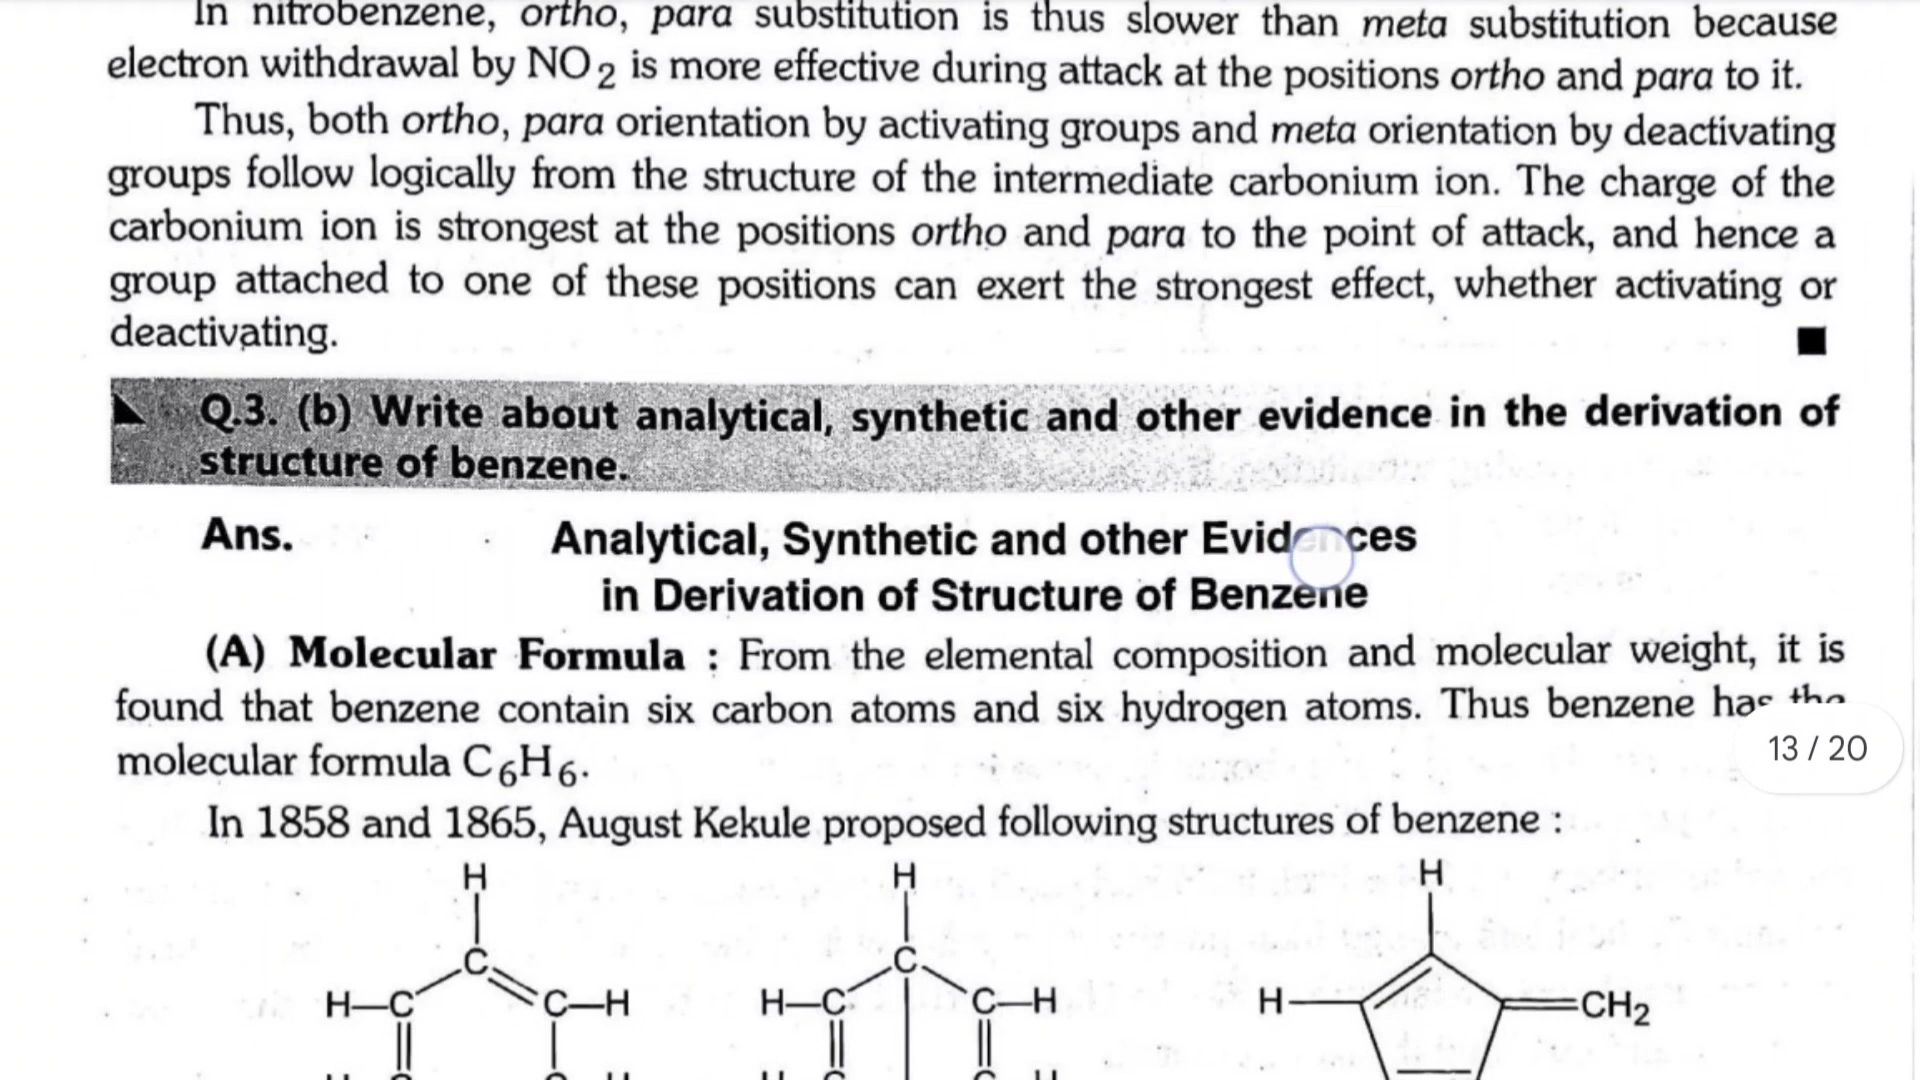 In nitrobenzene, ortho, para substitution is thus slower than meta substitution because
electron withdrawal by NO2 is more effective during attack at the positions ortho and para to it.
Thus, both ortho, para orientation by activating groups and meta orientation by deactivating
groups follow logically from the structure of the intermediate carbonium ion. The charge of the
carbonium ion is strongest at the positions ortho and para to the point of attack, and hence a
group attached to one of these positions can exert the strongest effect, whether activating or
deactivating.
Q.3. (b) Write about analytical, synthetic and other evidence in the derivation of
structure of benzene.
Ans. Analytical, Synthetic and other Evidences
in Derivation of Structure of Benzene
(A) Molecular Formula : From the elemental composition and molecular weight, it is
found that benzene contain six carbon atoms and six hydrogen atoms. Thus benzene has the
molecular formula C6H6.
13 / 20
In 1858 and 1865, August Kekule proposed following structures of benzene :
H H H
C C
H—C C—H H—C C—H H CH2